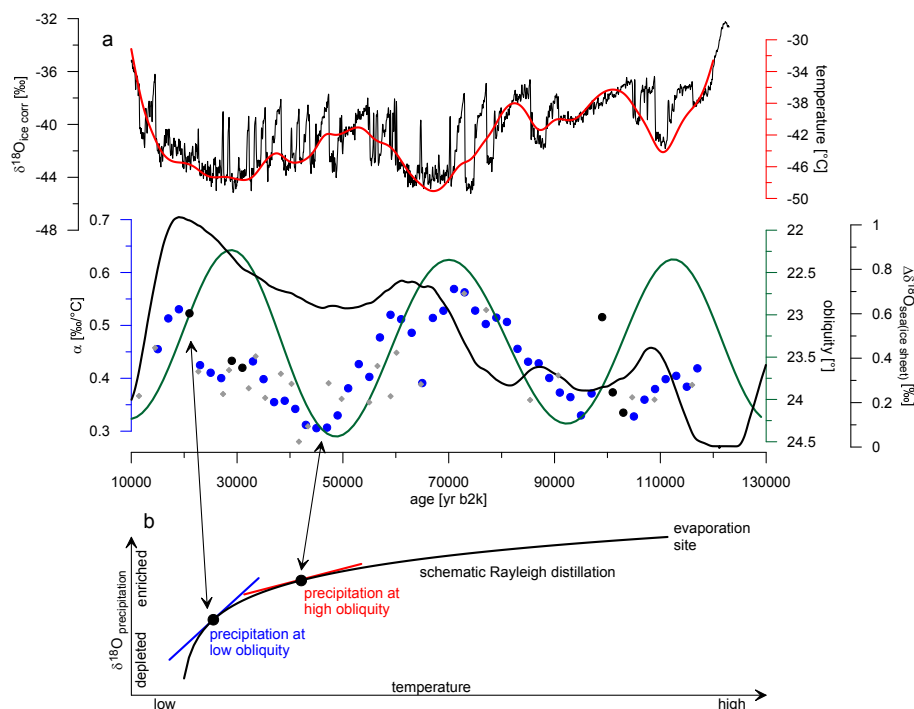 a
δ18Oice corr [‰]
-32
-36
-40
-44
-48
-30
-34
-38
-42
-46
-50
temperature [°C]
α [‰/°C]
0.7
0.6
0.5
0.4
0.3
22
22.5
23
23.5
24
24.5
obliquity [°]
1
0.8
0.6
0.4
0.2
0
Δδ18Osea(ice sheet) [‰]
10000 30000 50000 70000 90000 110000 130000
age [yr b2k]
b
evaporation
site
schematic Rayleigh distillation
precipitation at
high obliquity
precipitation at
low obliquity
δ18O precipitation
depleted enriched
temperature
low high